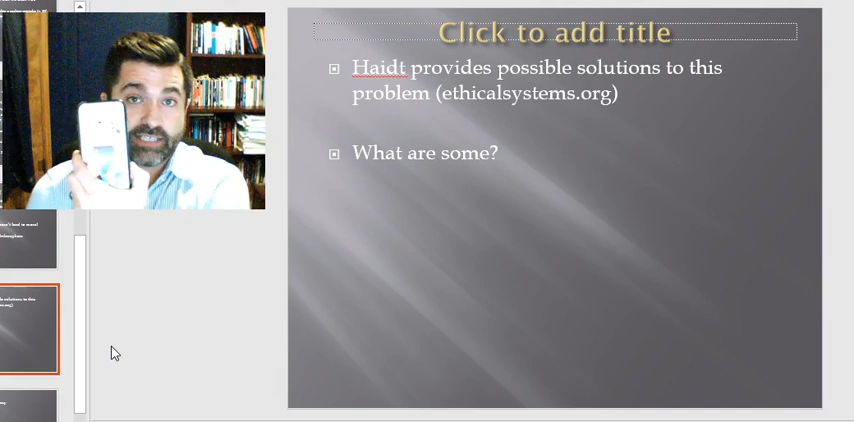 Click to add title
Haidt provides possible solutions to this
problem (ethicalsystems.org)
What are some?